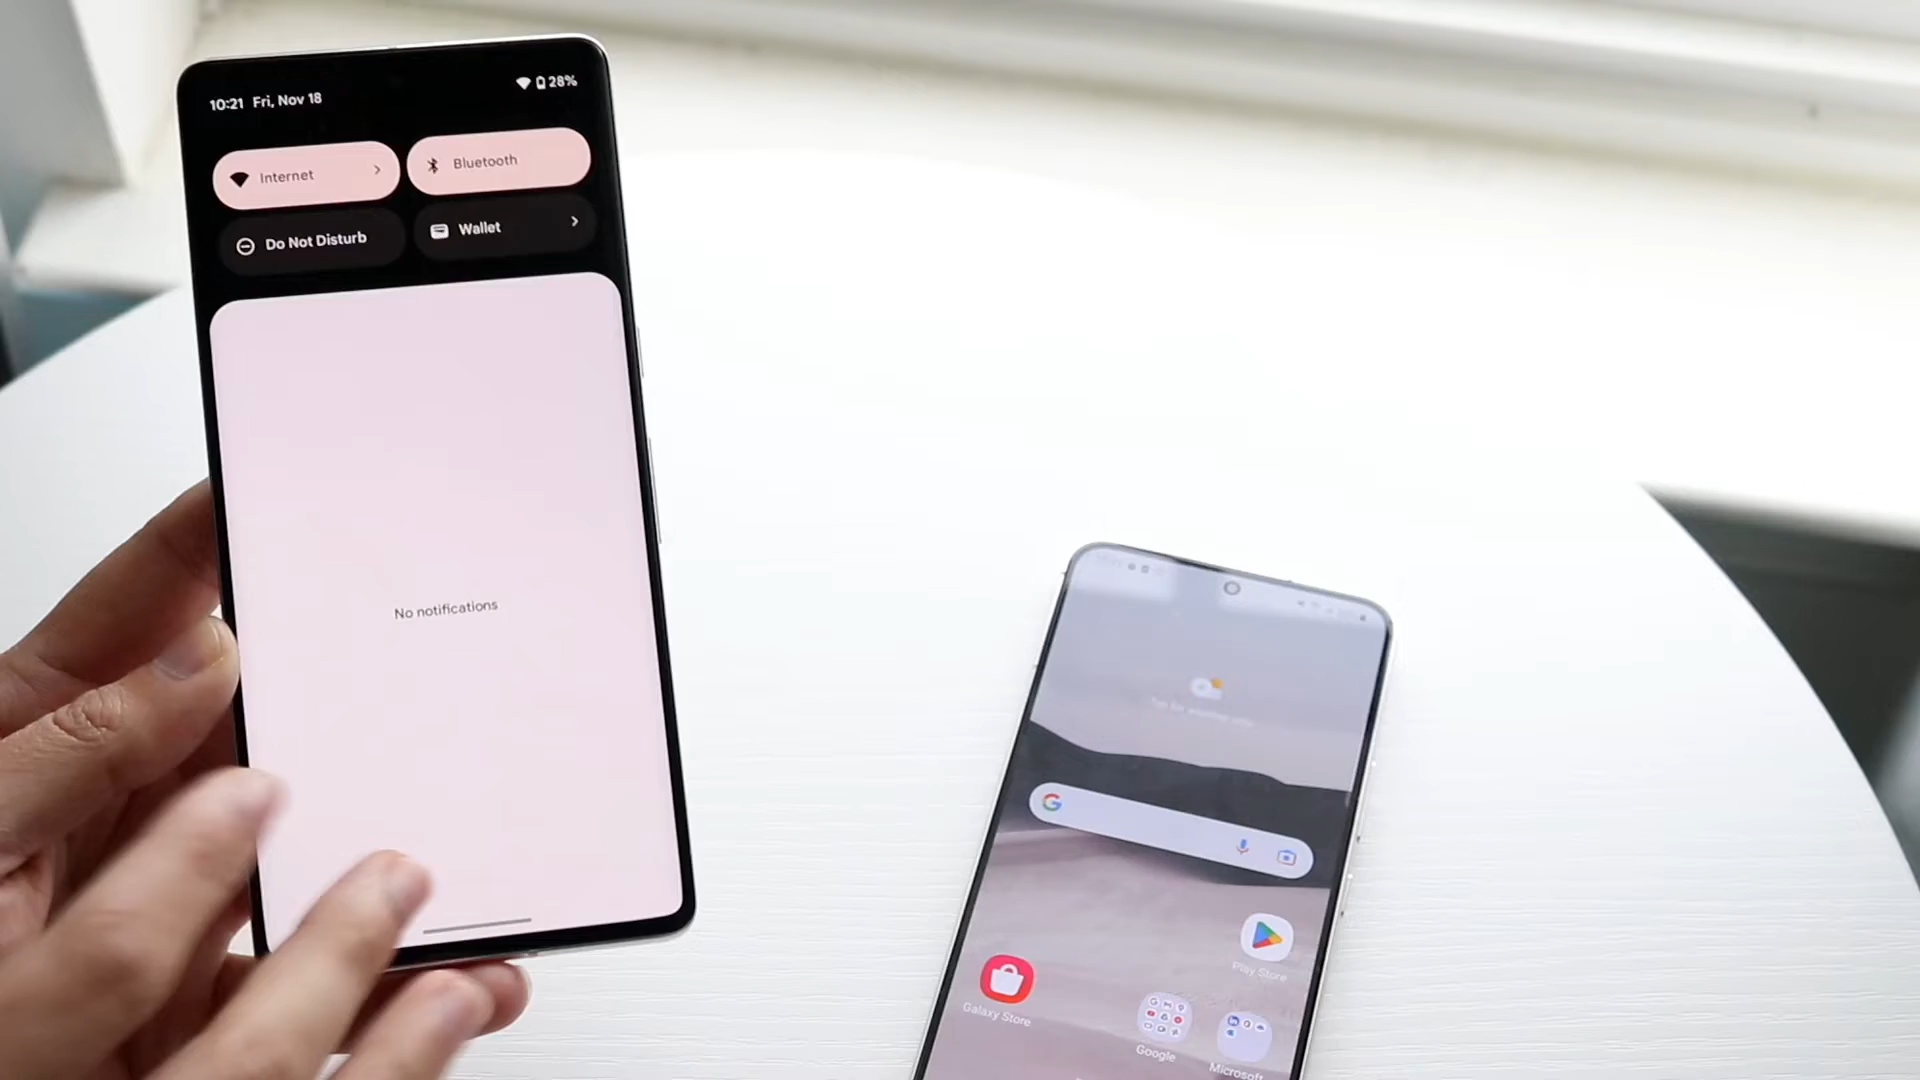 10:21 Fri, Nov 18
28%
Internet
Bluetooth
Do Not Disturb
Wallet
No notifications
Play Store
Galaxy Store
Google
Microsoft